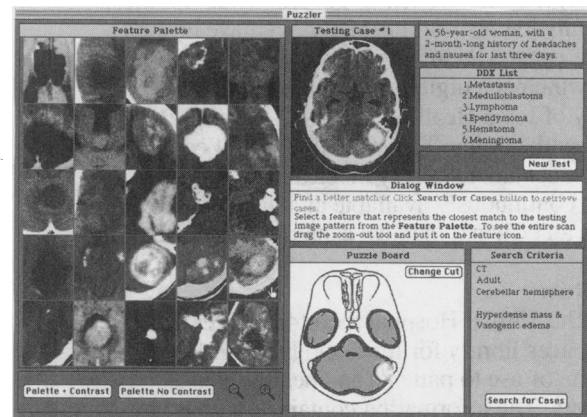 Puzzler
Feature Palette
Testing Case #1
A 56-year-old woman, with a
2-month-long history of headaches
and nausea for last three days.
DDX List
1.Metastasis
2.Medulloblastoma
3.Lymphoma
4.Ependymoma
5.Hematoma
6.Meningioma
New Test
Dialog Window
Find a better match or Click Search for Cases button to retrieve
cases.
Select a feature that represents the closest match to the testing
image pattern from the Feature Palette. To see the entire scan
drag the zoom-out tool and put it on the feature icon.
Puzzle Board
Change Cut
Search Criteria
CT
Adult
Cerebellar hemisphere
Hyperdense mass &
Vasogenic edema
Search for Cases
Palette + Contrast
Palette No Contrast